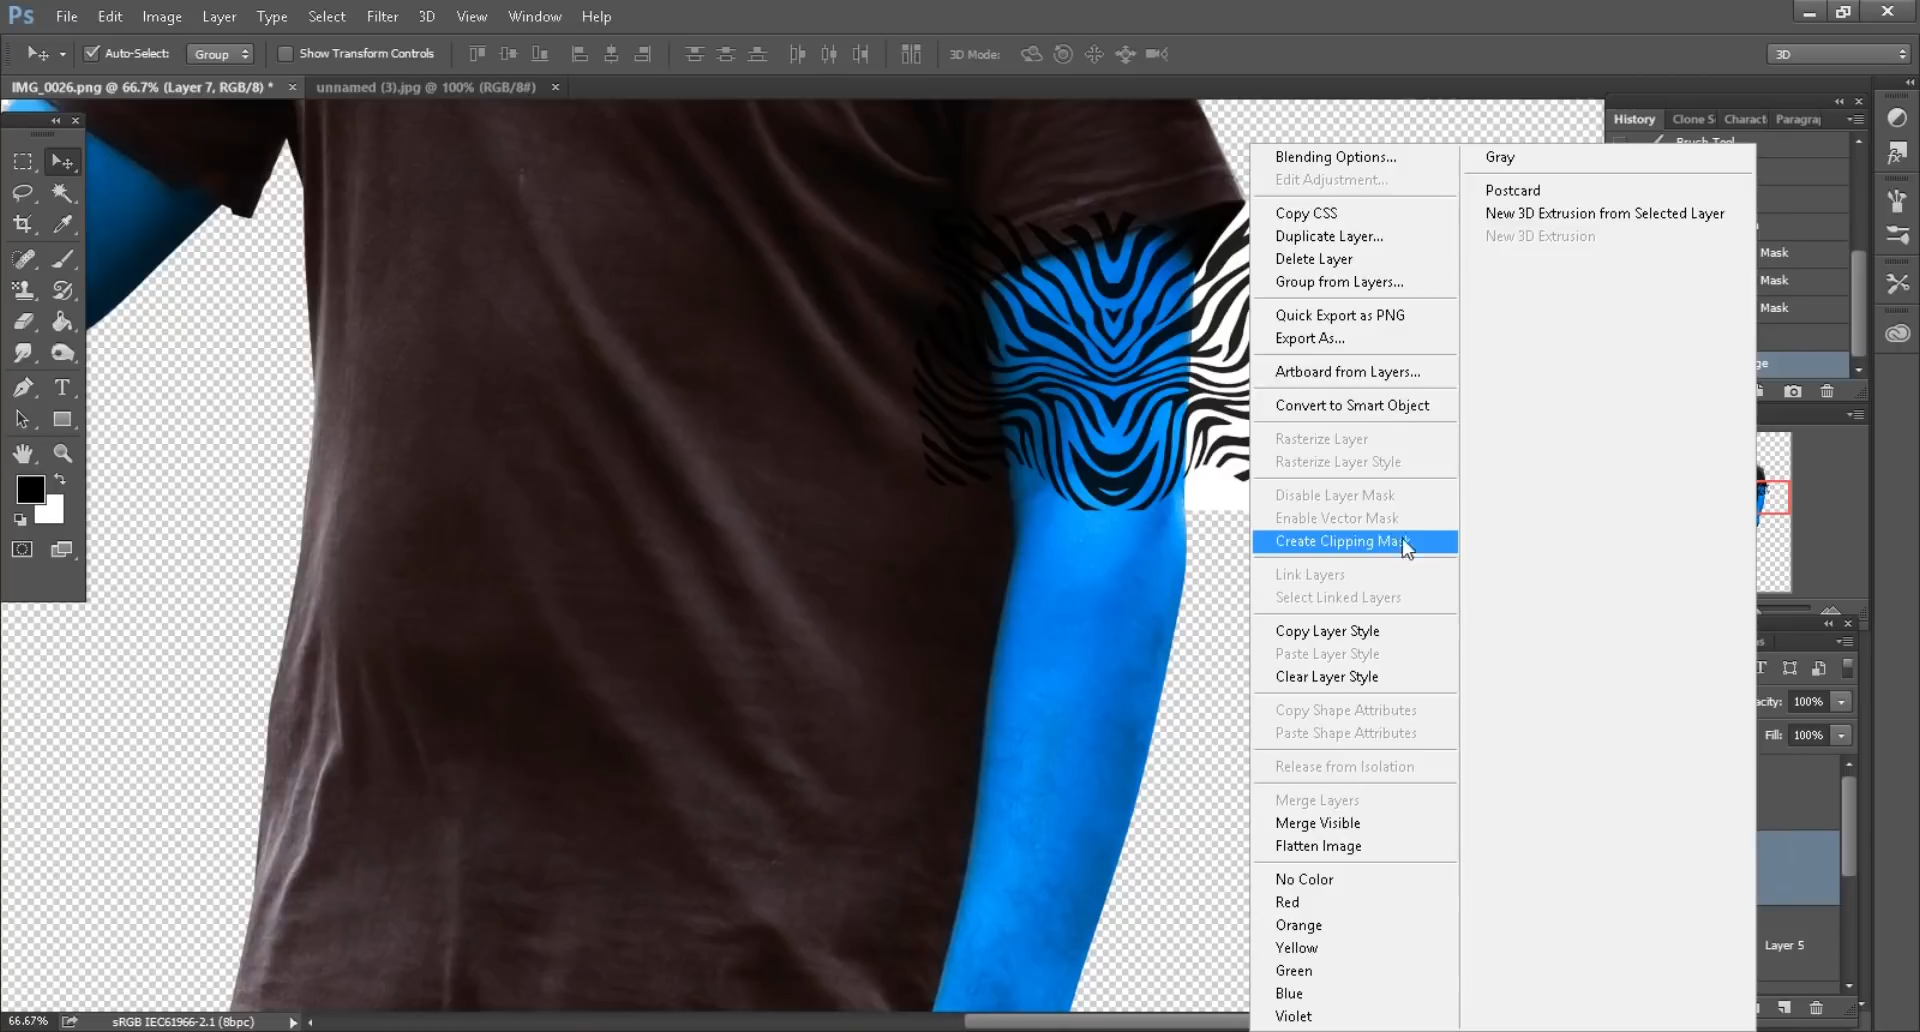 Ps File Edit Image Layer Type Select Filter 3D View Window Help
Auto-Select: Group Show Transform Controls 3D Mode: 3D
IMG_0026.png @ 66.7% (Layer 7, RGB/8) * × unnamed (3).jpg @ 100% (RGB/8#) ×
History Clone S Charact Paragra
Blending Options...
Edit Adjustment...
Copy CSS
Duplicate Layer...
Delete Layer
Group from Layers...
Quick Export as PNG
Export As...
Artboard from Layers...
Convert to Smart Object
Rasterize Layer
Rasterize Layer Style
Disable Layer Mask
Enable Vector Mask
Create Clipping Mask
Link Layers
Select Linked Layers
Copy Layer Style
Paste Layer Style
Clear Layer Style
Copy Shape Attributes
Paste Shape Attributes
Release from Isolation
Merge Layers
Merge Visible
Flatten Image
No Color
Red
Orange
Yellow
Green
Blue
Violet
Gray
Postcard
New 3D Extrusion from Selected Layer
New 3D Extrusion
Mask
Mask
Mask
ge
acity: 100%
Fill: 100%
Layer 5
66.67% sRGB IEC61966-2.1 (8bpc)